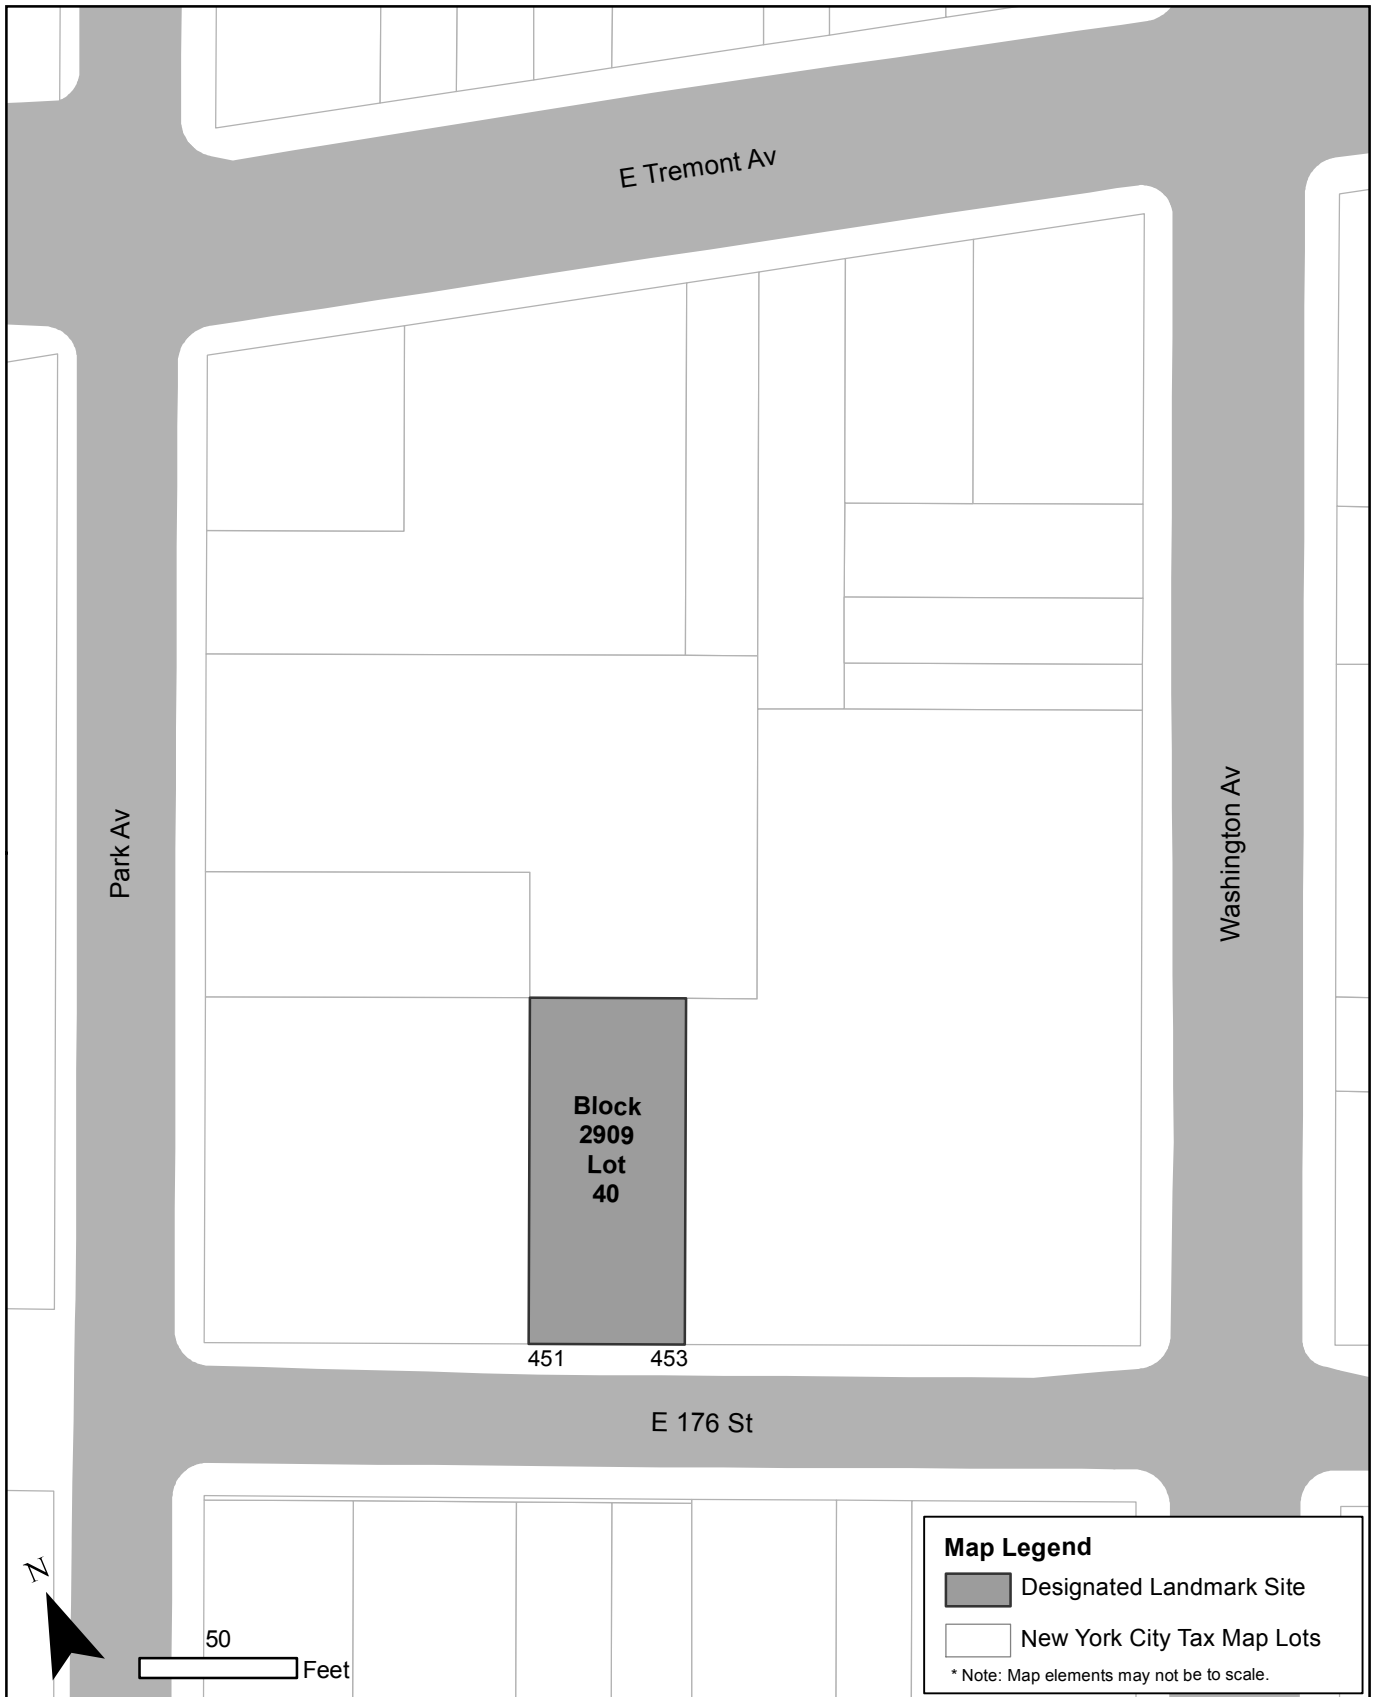 E Tremont Av
Park Av
Washington Av
Block
2909
Lot
40
451
453
E 176 St
N
50
Feet
Map Legend
Designated Landmark Site
New York City Tax Map Lots
* Note: Map elements may not be to scale.